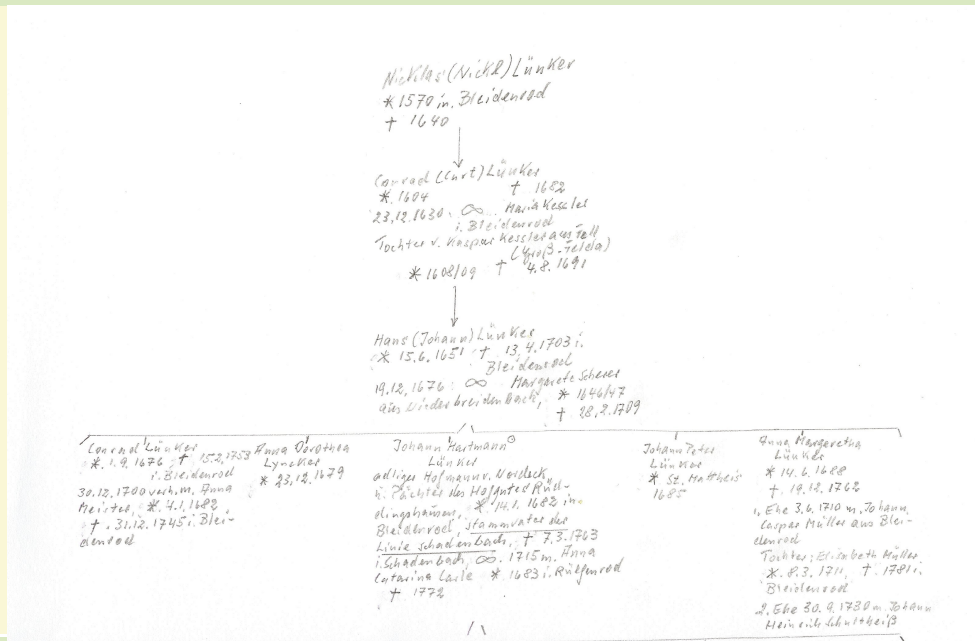 Nicklas (Nickl) Lünker
* 1570 in. Bleidenrod
† 1640
Conrad (Curt) Lünker
*. 1604 † 1682
23.12.1630. ∞ Maria Kessler
i. Bleidenrod
Tochter v. Kaspar Kessler aus Fell
(Groß-Felda)
* 1608/09 † 4.8.1691
Hans (Johann) Lünker
* 15.6.1651 † 13.4.1703 i.
Bleidenrod
19.12.1676 ∞ Margarete Scherer
aus Niederbreidenbach, * 1646/47
† 28.2.1709
Conrad Lünker
*. 1.9.1676 † 15.2.1753
i. Bleidenrod
30.12.1700 verh. m. Anna
Meister, *. 4.1.1682
†. 31.12.1745 i. Blei-
denrod
Anna Dorothea
Lyncker
* 23.12.1679
Johann Hartmann
Lünker
adliger Hofmann v. Nordeck
u. Pächter des Hofgutes Rüd-
dingshausen, *. 14.1.1682 in.
Bleidenrod, Stammvater der
Linie Schadenbach, † 7.3.1763
i. Schadenbach, ∞. 1715 m. Anna
Catarina * 1683 i. Rülfenrod
† 1772
Johann Peter
Lünker
* St. Mattheis
1685
Anna Margaretha
Lünker
* 14.6.1688
†. 19.12.1762
1. Ehe 3.6.1710 m. Johann
Caspar Müller aus Blei-
denrod
Tochter: Elisabeth Müller
*. 8.3.1711, †. 1781 i.
Bleidenrod
2. Ehe 30.9.1730 m. Johann
Heinrich Schultheiß